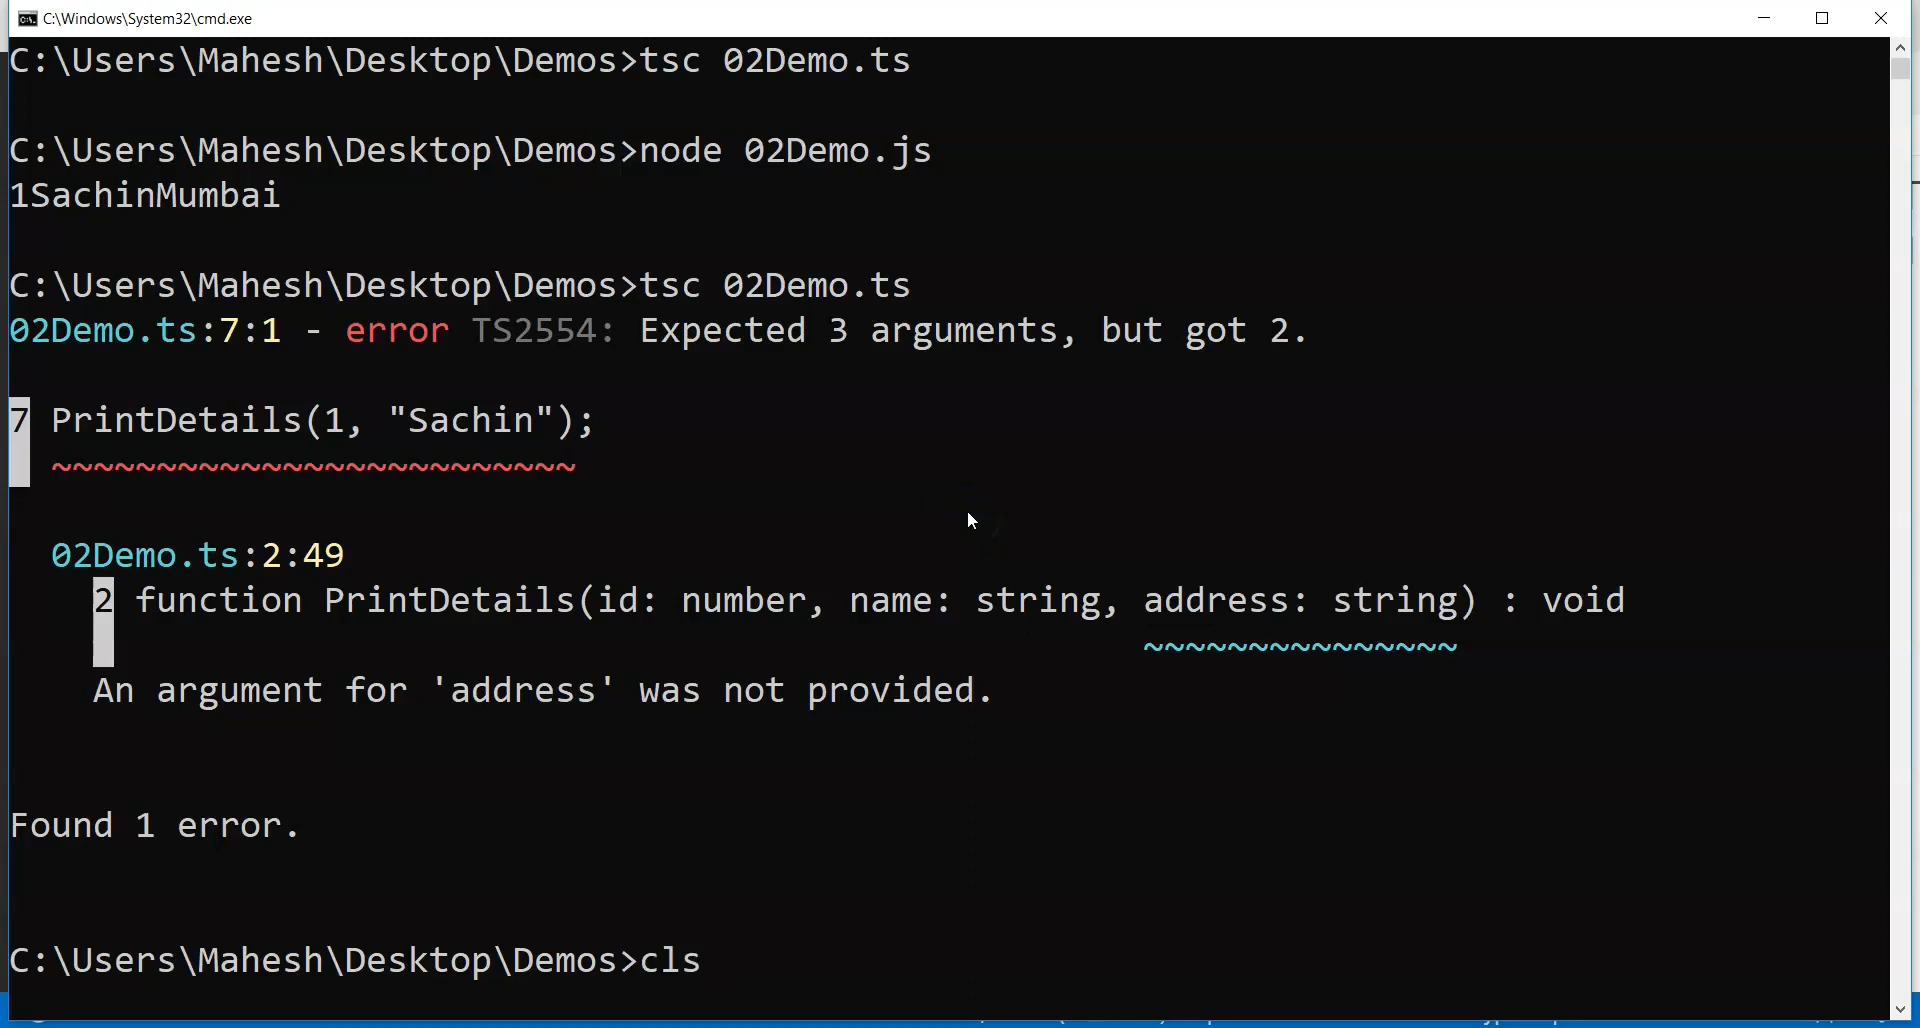 C:\Windows\System32\cmd.exe
C:\Users\Mahesh\Desktop\Demos>tsc 02Demo.ts
C:\Users\Mahesh\Desktop\Demos>node 02Demo.js
1SachinMumbai
C:\Users\Mahesh\Desktop\Demos>tsc 02Demo.ts
02Demo.ts:7:1 - error TS2554: Expected 3 arguments, but got 2.
7 PrintDetails(1, "Sachin");
~~~~~~~~~~~~~~~~~~~~~~~~~
02Demo.ts:2:49
2 function PrintDetails(id: number, name: string, address: string) : void
~~~~~~~~~~~~~~~
An argument for 'address' was not provided.
Found 1 error.
C:\Users\Mahesh\Desktop\Demos>cls